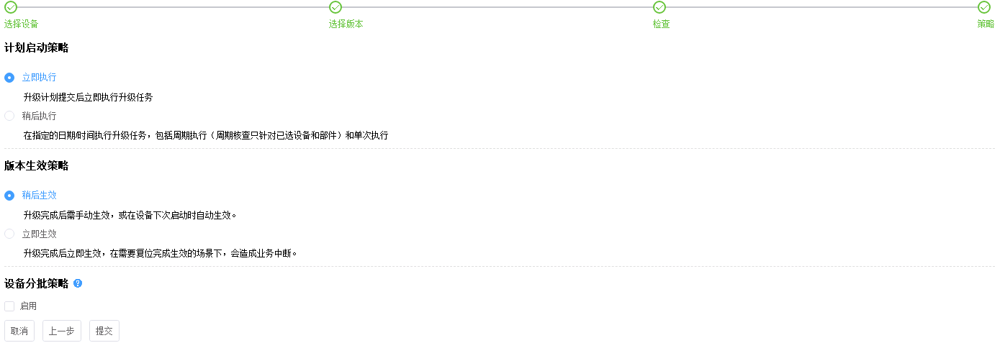 选择设备 选择版本 检查 策略
计划启动策略
立即执行
升级计划提交后立即执行升级任务
稍后执行
在指定的日期/时间执行升级任务，包括周期执行（周期核查只针对已选设备和部件）和单次执行
版本生效策略
稍后生效
升级完成后需手动生效，或在设备下次启动时自动生效。
立即生效
升级完成后立即生效，在需要复位完成生效的场景下，会造成业务中断。
设备分批策略 ?
启用
取消 上一步 提交